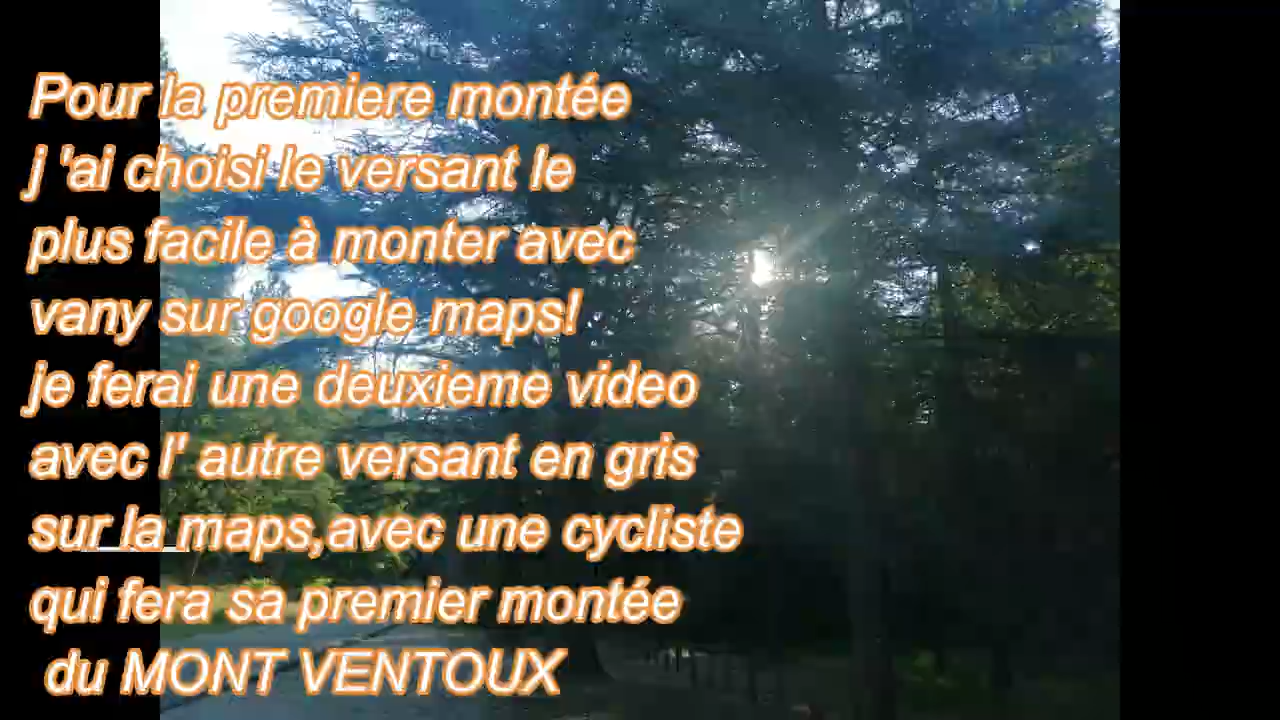 Pour la premiere montée
j 'ai choisi le versant le
plus facile à monter avec
vany sur google maps!
je ferai une deuxieme video
avec l' autre versant en gris
sur la maps,avec une cycliste
qui fera sa premier montée
du MONT VENTOUX